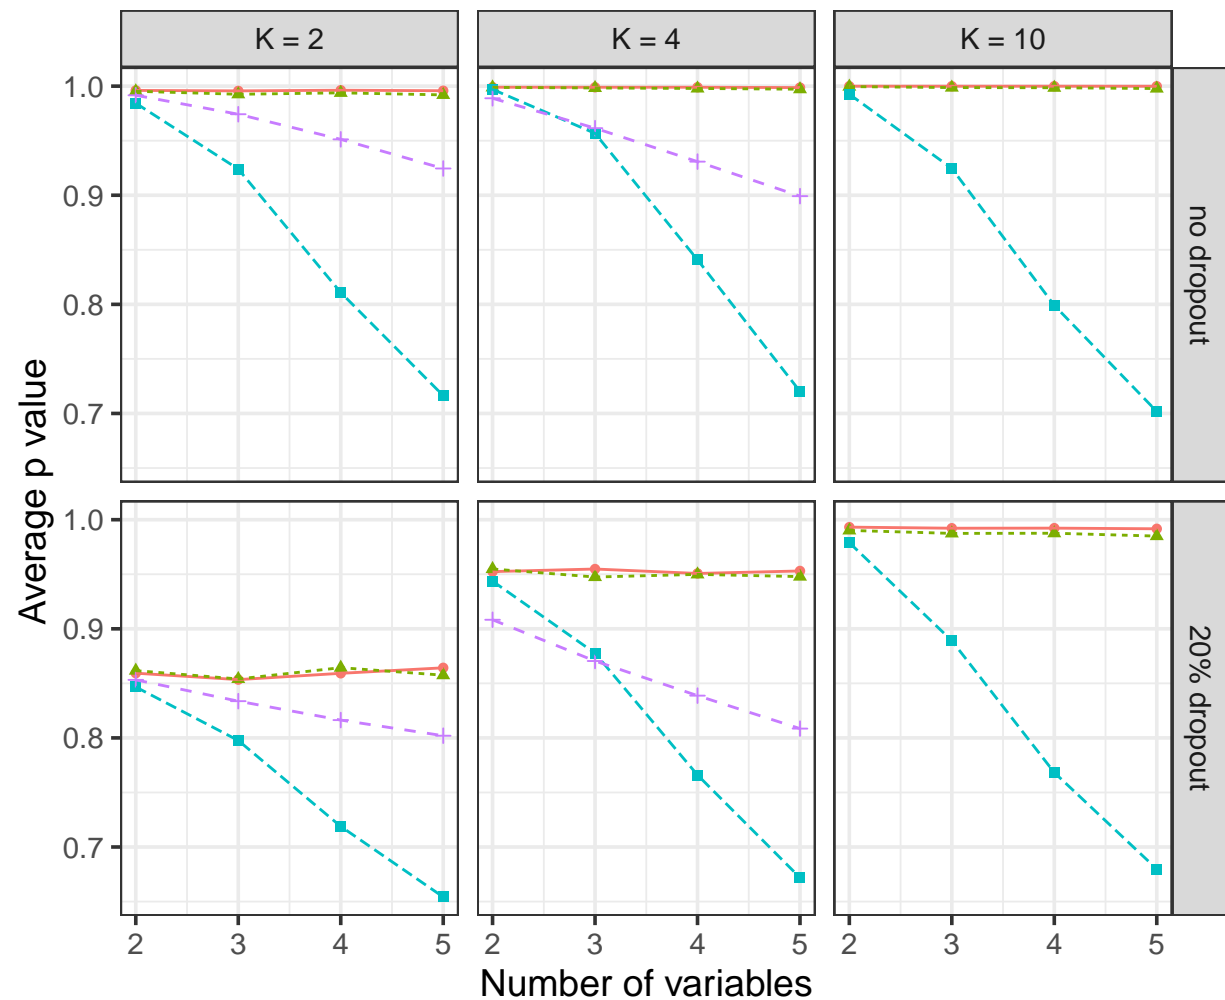 K = 2
K = 4
K = 10
1.0
0.9
0.8
0.7
no dropout
Average p value
1.0
0.9
0.8
0.7
20% dropout
2 3 4 5
2 3 4 5
2 3 4 5
Number of variables